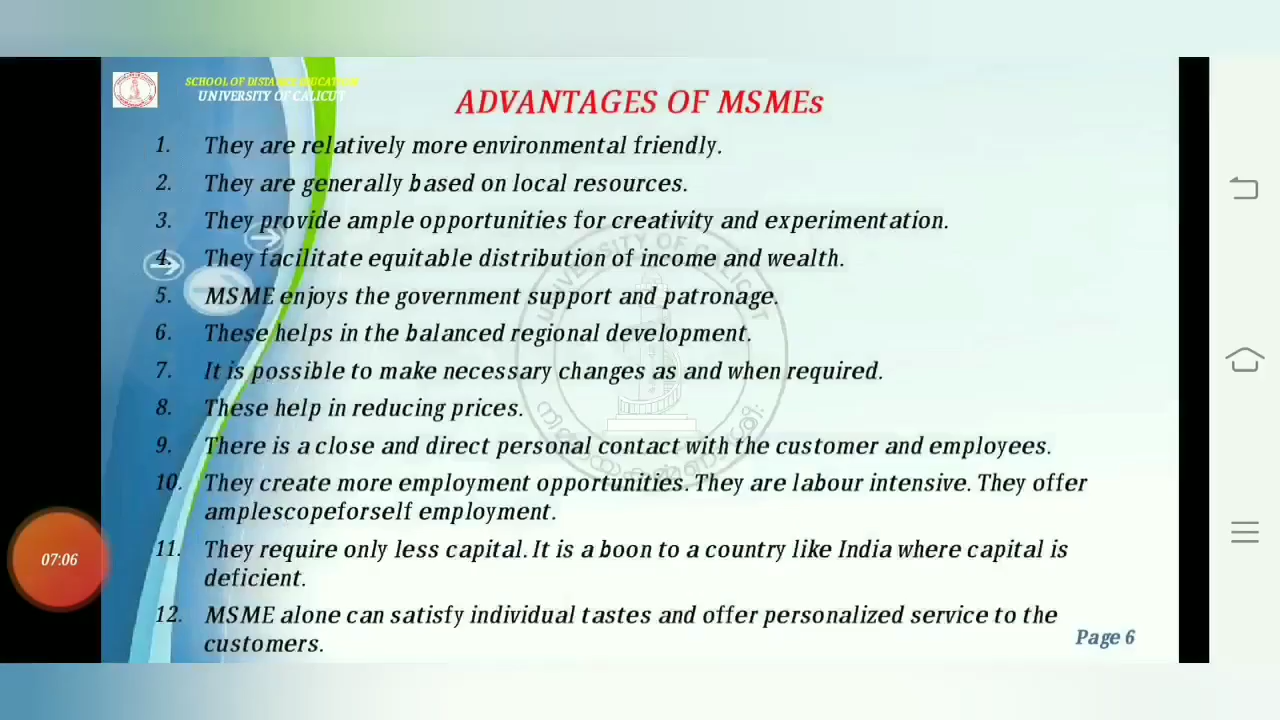 SCHOOL OF DISTANCE EDUCATION
UNIVERSITY OF CALICUT
ADVANTAGES OF MSMEs
1. They are relatively more environmental friendly.
2. They are generally based on local resources.
3. They provide ample opportunities for creativity and experimentation.
4. They facilitate equitable distribution of income and wealth.
5. MSME enjoys the government support and patronage.
6. These helps in the balanced regional development.
7. It is possible to make necessary changes as and when required.
8. These help in reducing prices.
9. There is a close and direct personal contact with the customer and employees.
10. They create more employment opportunities. They are labour intensive. They offer
amplescopeforself employment.
11. They require only less capital. It is a boon to a country like India where capital is
deficient.
12. MSME alone can satisfy individual tastes and offer personalized service to the
customers.
Page 6
07:06
UNIVERSITY OF CALICUT